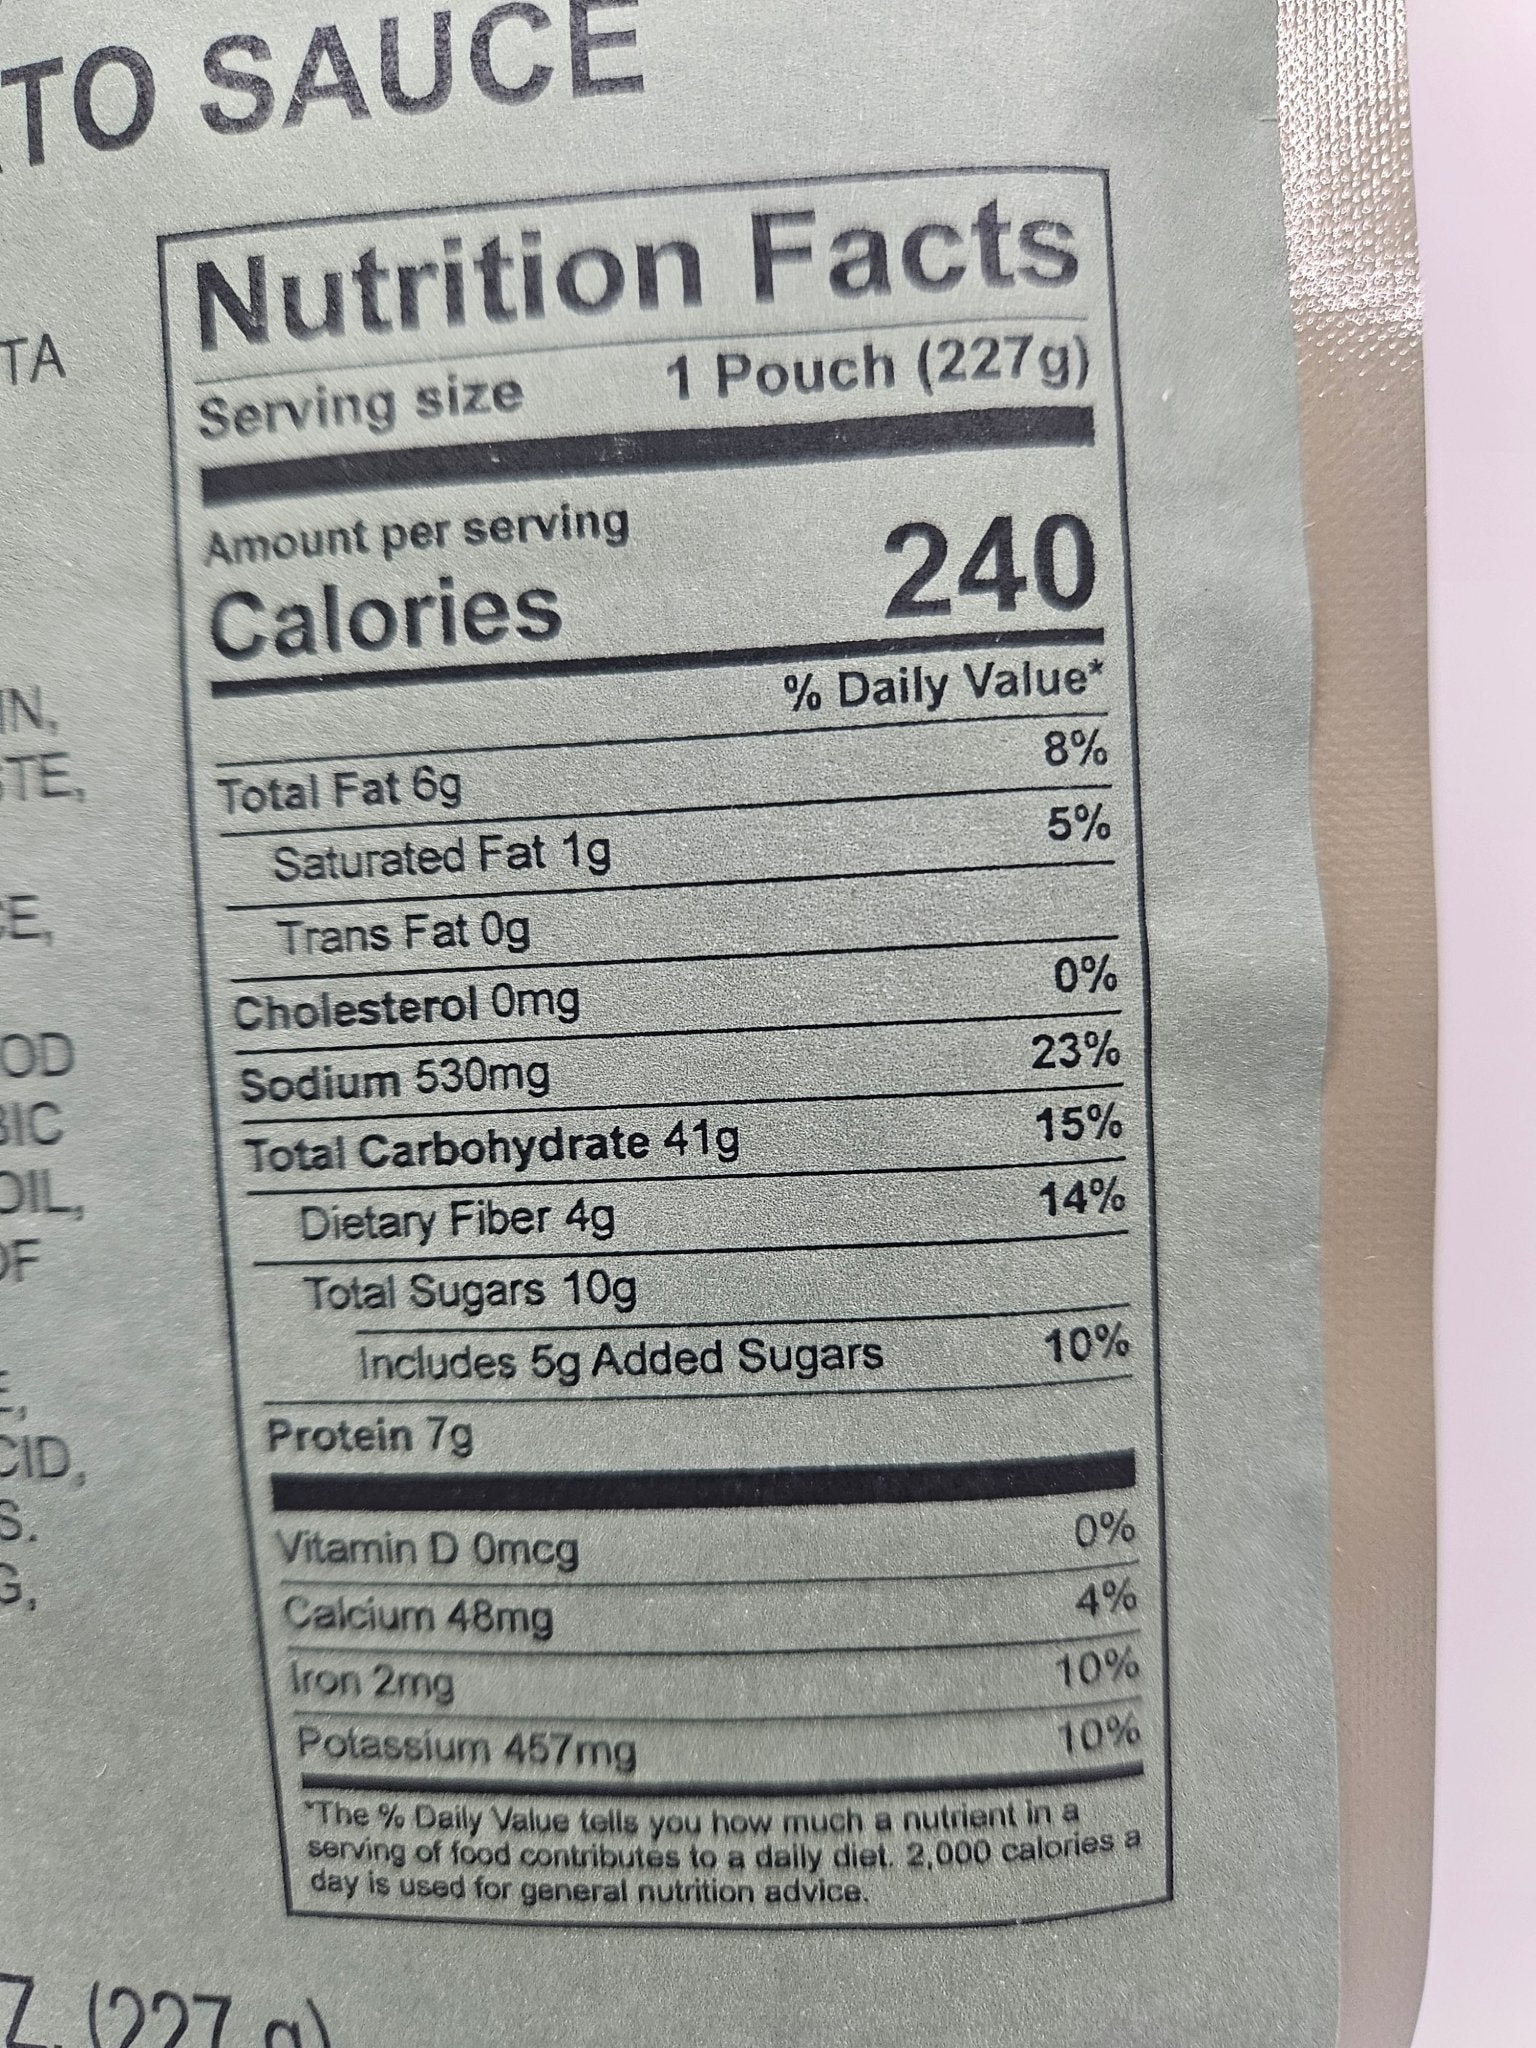 TO SAUCE
Nutrition Facts
Serving size 1 Pouch (227g)
Amount per serving
Calories 240
% Daily Value*
Total Fat 6g 8%
Saturated Fat 1g 5%
Trans Fat 0g
Cholesterol 0mg 0%
Sodium 530mg 23%
Total Carbohydrate 41g 15%
Dietary Fiber 4g 14%
Total Sugars 10g
Includes 5g Added Sugars 10%
Protein 7g
Vitamin D 0mcg 0%
Calcium 48mg 4%
Iron 2mg 10%
Potassium 457mg 10%
*The % Daily Value tells you how much a nutrient in a
serving of food contributes to a daily diet. 2,000 calories a
day is used for general nutrition advice.
TA
IN,
STE,
CE,
OD
BIC
OIL,
OF
E,
CID,
S.
G,
Z. (227 g)